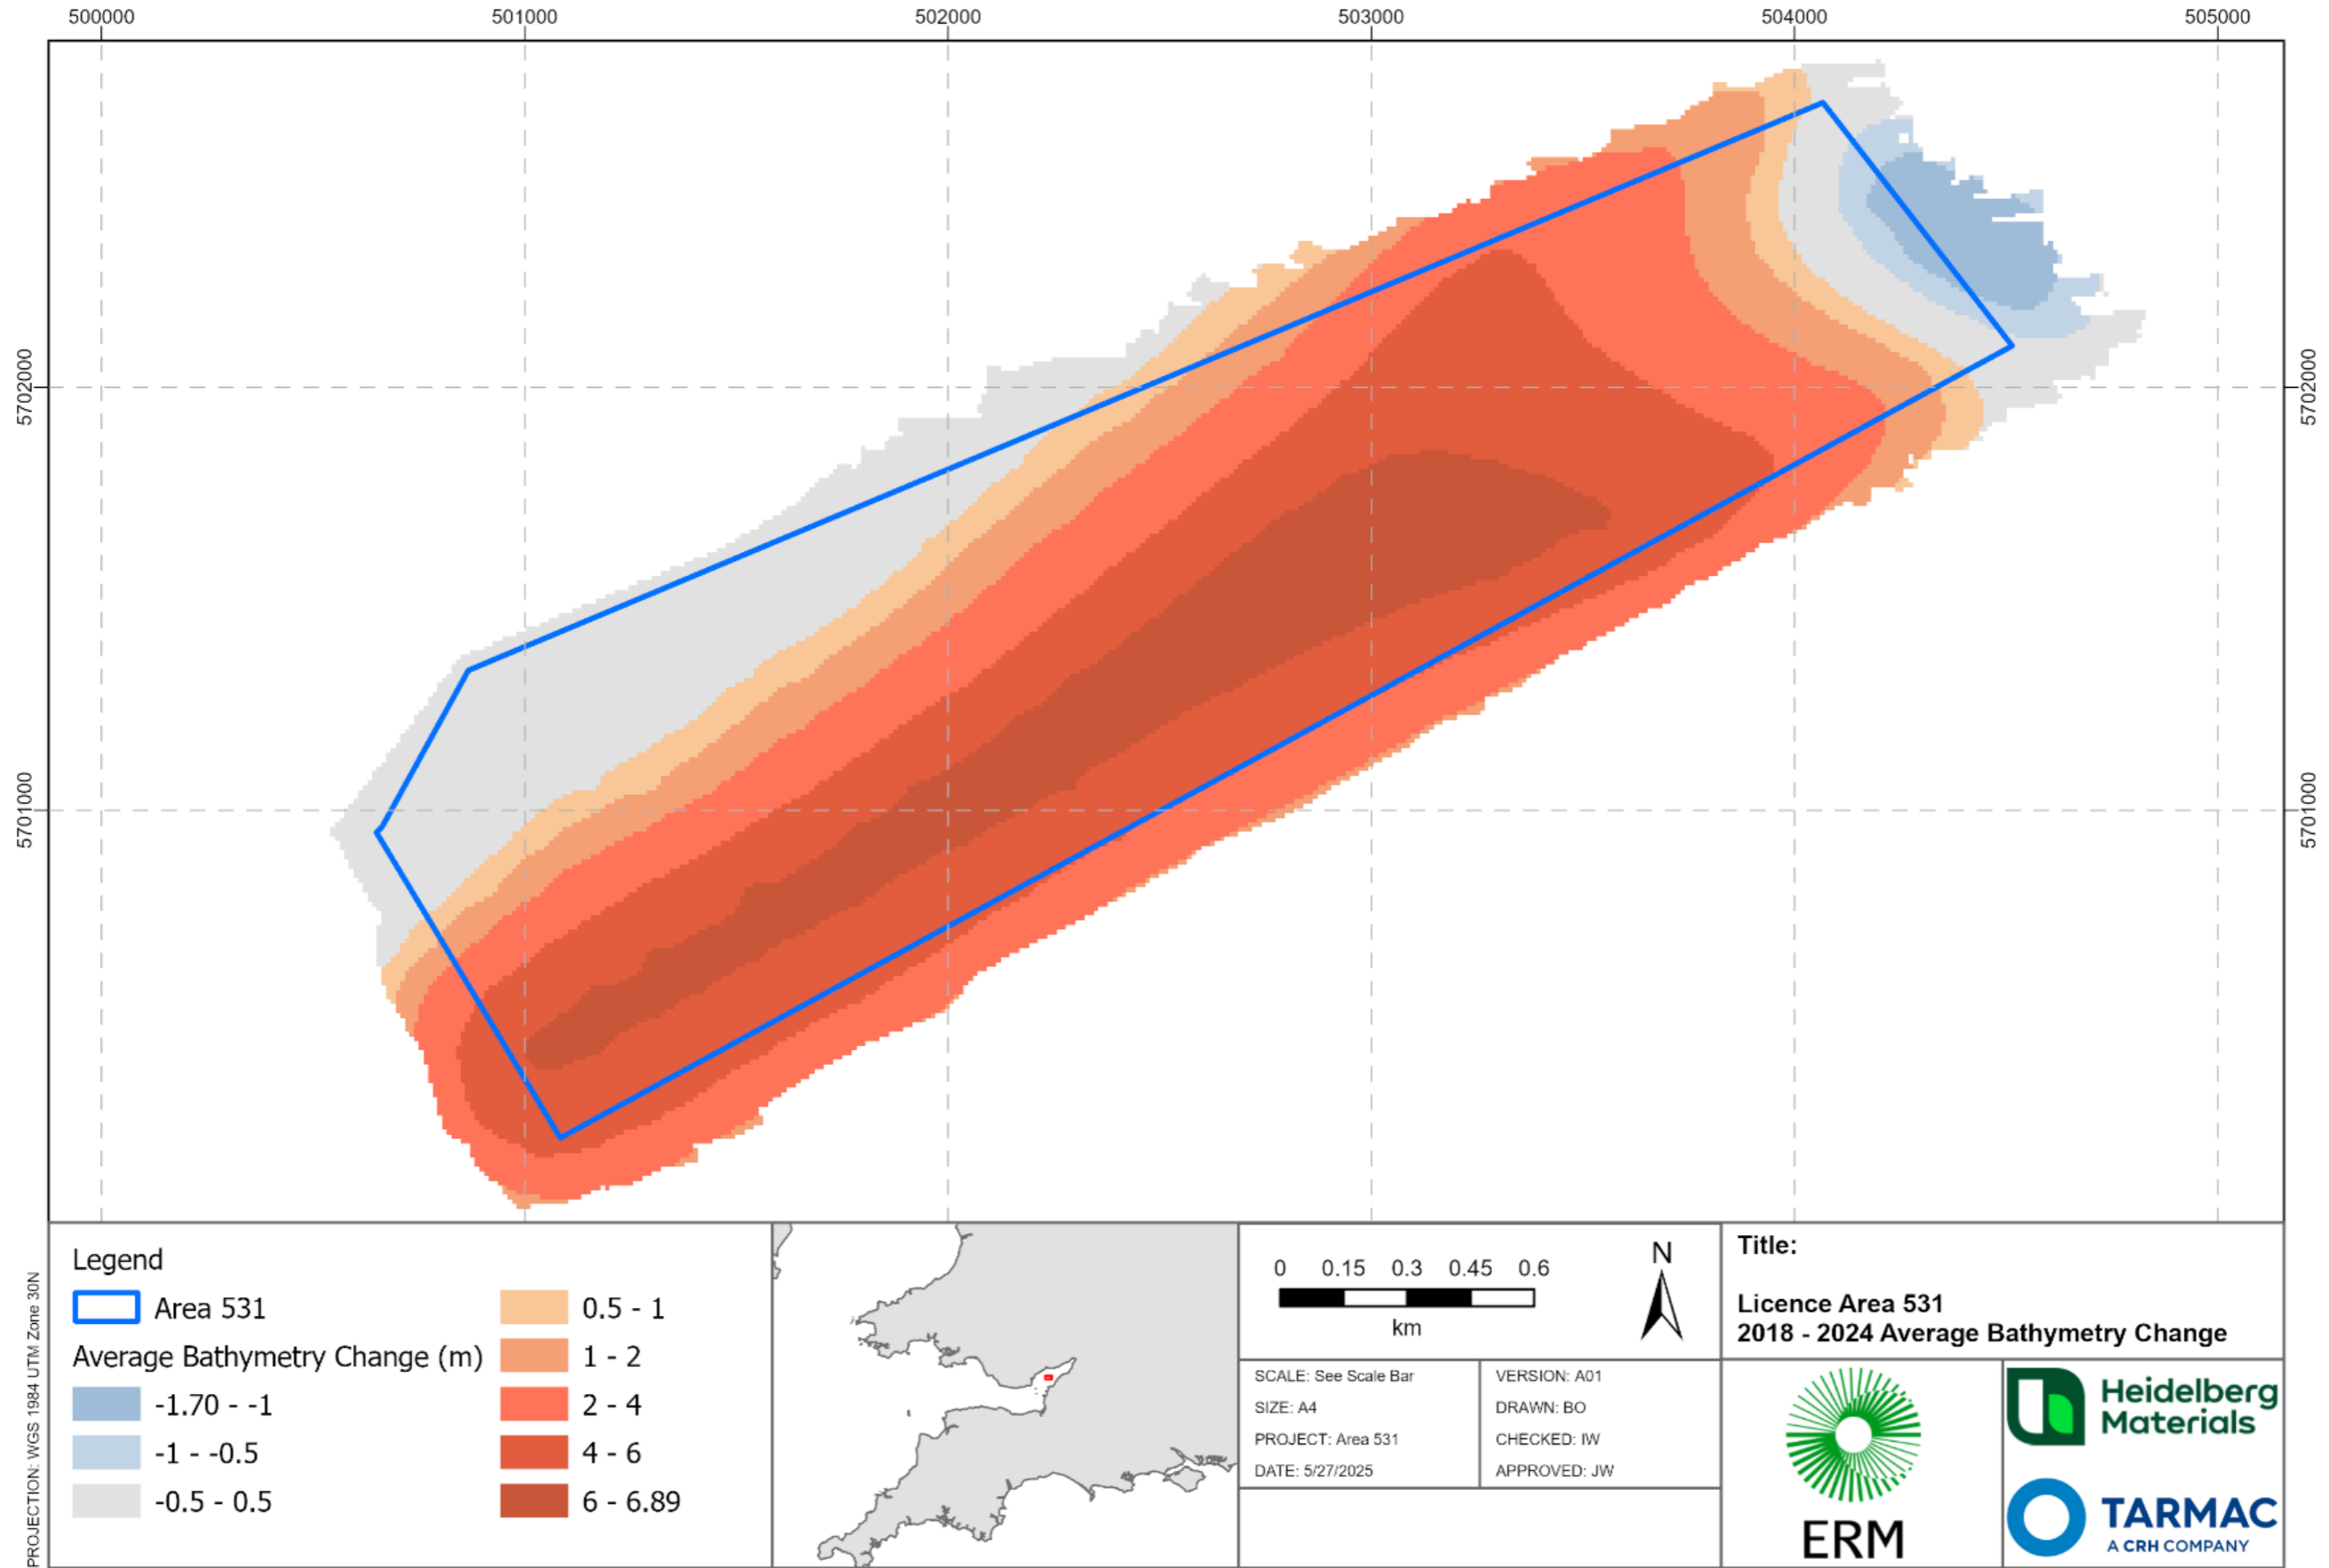 500000 501000 502000 503000 504000 505000
5702000 5702000
5701000 5701000
PROJECTION: WGS 1984 UTM Zone 30N
Legend
Area 531
Average Bathymetry Change (m)
-1.70 - -1
-1 - -0.5
-0.5 - 0.5
0.5 - 1
1 - 2
2 - 4
4 - 6
6 - 6.89
0 0.15 0.3 0.45 0.6
km
N
SCALE: See Scale Bar
SIZE: A4
PROJECT: Area 531
DATE: 5/27/2025
VERSION: A01
DRAWN: BO
CHECKED: IW
APPROVED: JW
Title:
Licence Area 531
2018 - 2024 Average Bathymetry Change
ERM
Heidelberg
Materials
TARMAC
A CRH COMPANY